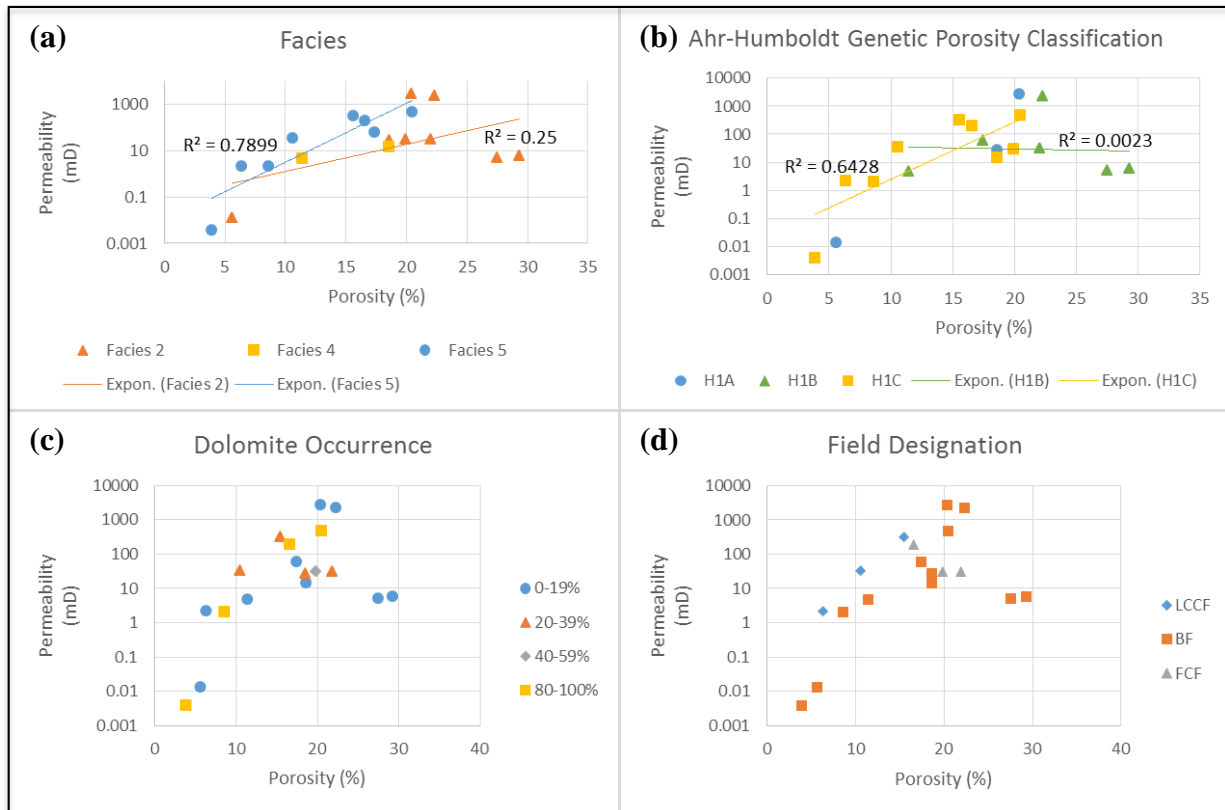 (a)
Facies
Permeability
(mD)
1000
10
0.1
0.001
R² = 0.7899
R² = 0.25
0 5 10 15 20 25 30 35
Porosity (%)
Facies 2 Facies 4 Facies 5
Expon. (Facies 2) Expon. (Facies 5)
(b)
Ahr-Humboldt Genetic Porosity Classification
Permeability
(mD)
10000
1000
100
10
1
0.1
0.01
0.001
R² = 0.0023
R² = 0.6428
0 5 10 15 20 25 30 35
Porosity (%)
H1A H1B H1C Expon. (H1B) Expon. (H1C)
(c)
Dolomite Occurrence
Permeability
(mD)
10000
1000
100
10
1
0.1
0.01
0.001
0 10 20 30 40
Porosity (%)
0-19%
20-39%
40-59%
80-100%
(d)
Field Designation
Permeability
(mD)
10000
1000
100
10
1
0.1
0.01
0.001
0 10 20 30 40
Porosity (%)
LCCF
BF
FCF